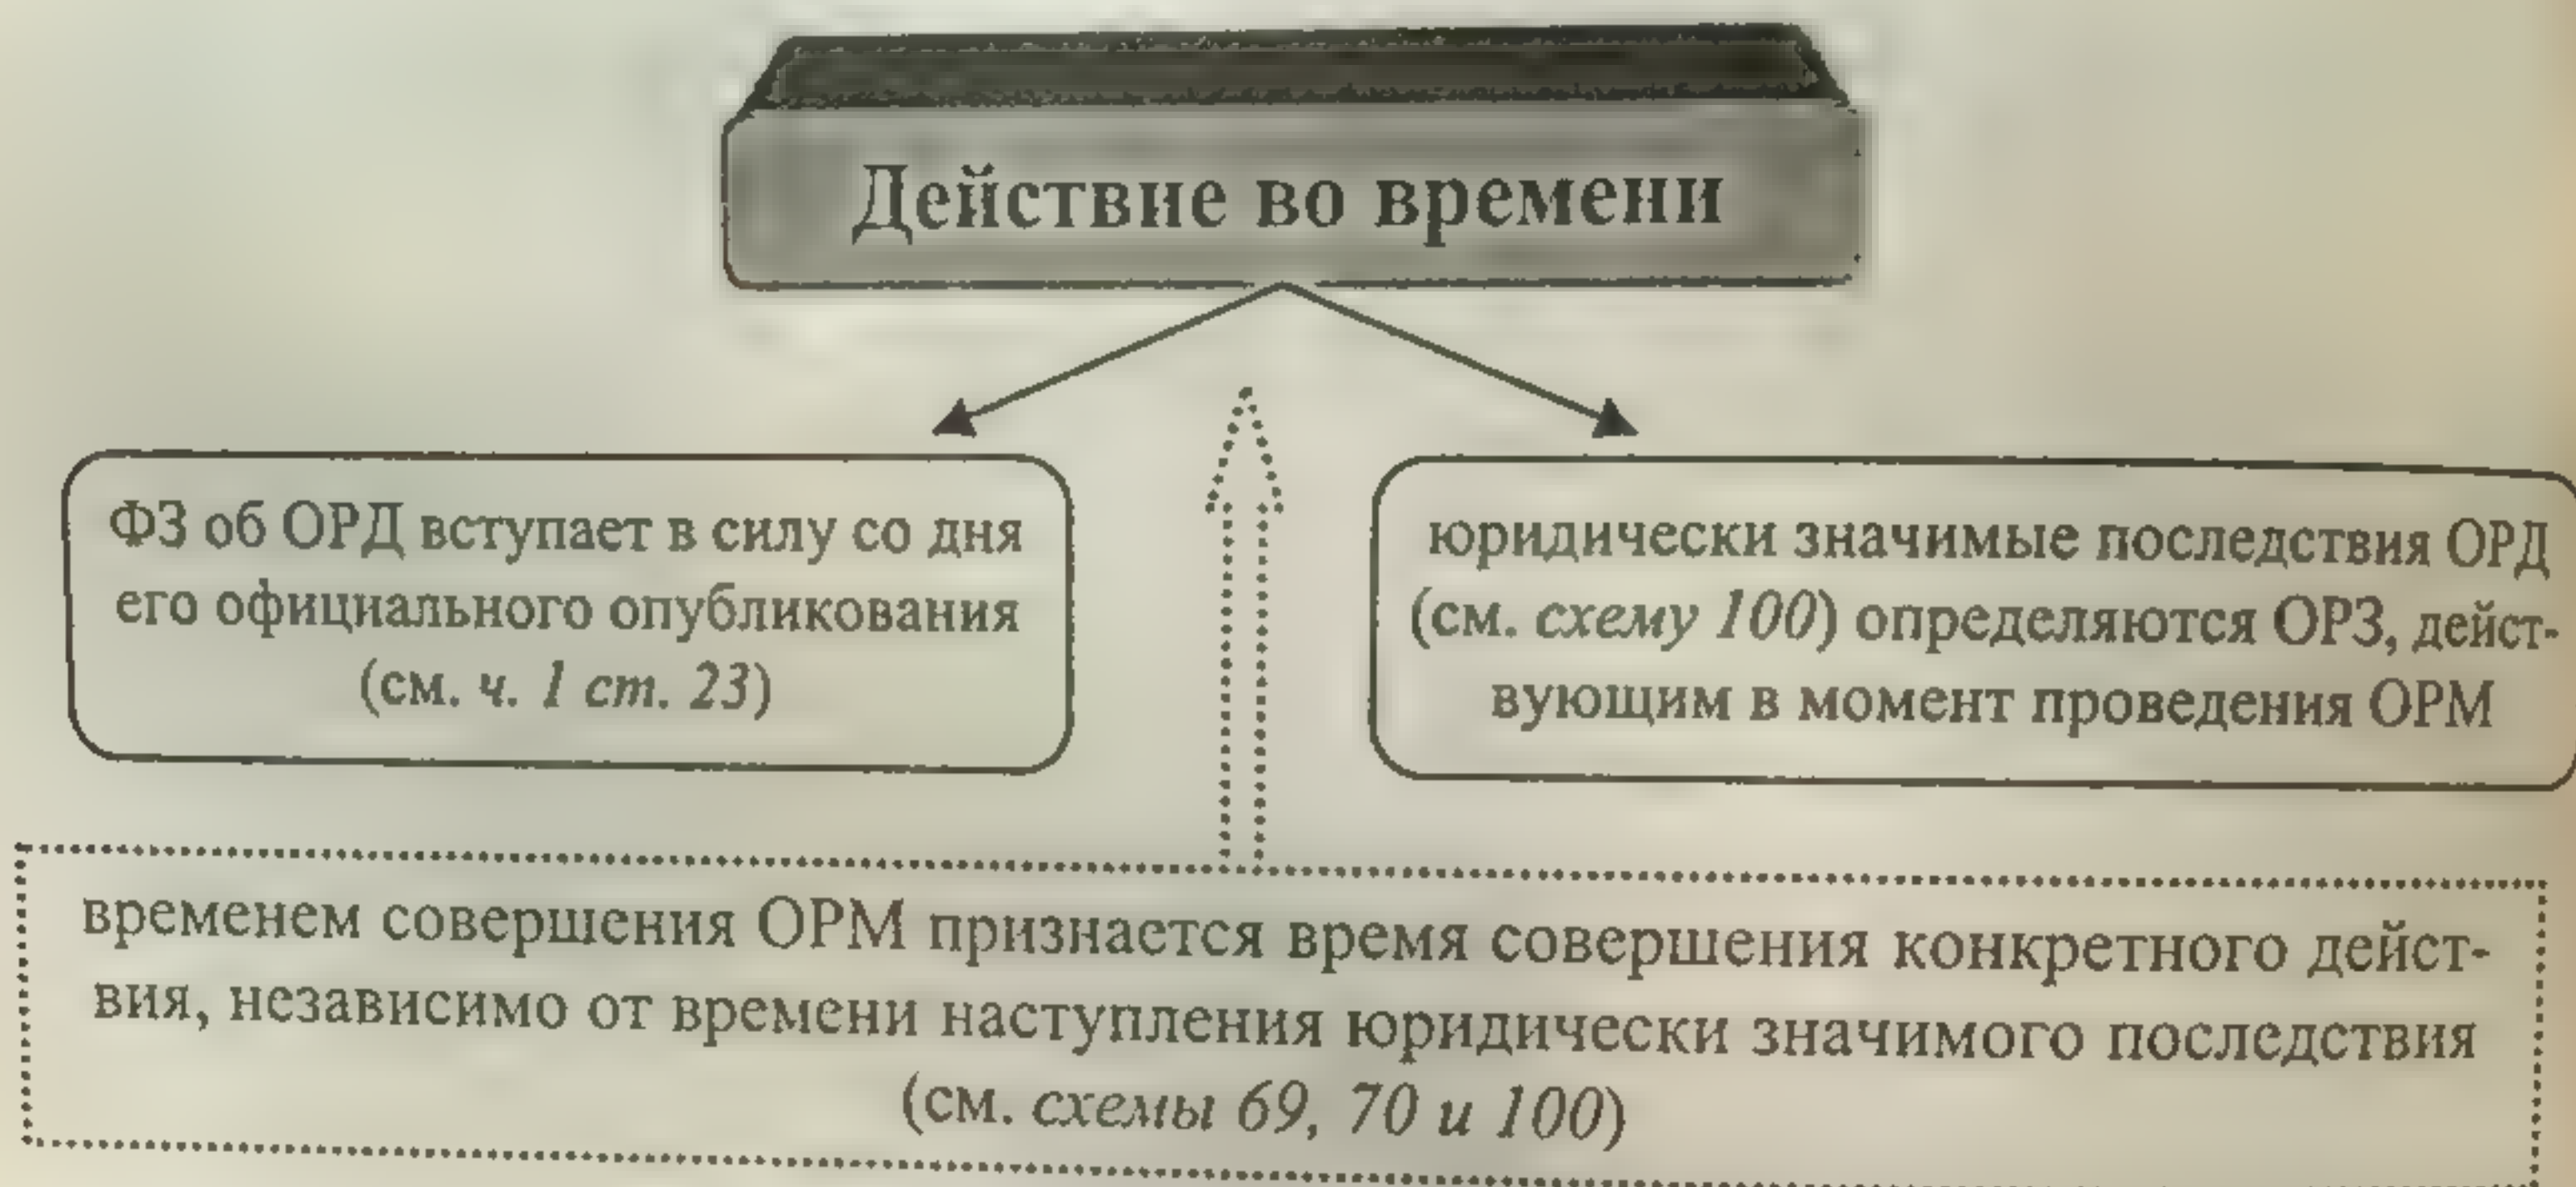 Действие во времени
ФЗ об ОРД вступает в силу со дня
его официального опубликования
(см. ч. 1 ст. 23)
юридически значимые последствия ОРД
(см. схему 100) определяются ОРЗ, дейст-
вующим в момент проведения ОРМ
временем совершения ОРМ признается время совершения конкретного дейст-
вия, независимо от времени наступления юридически значимого последствия
(см. схемы 69, 70 и 100)